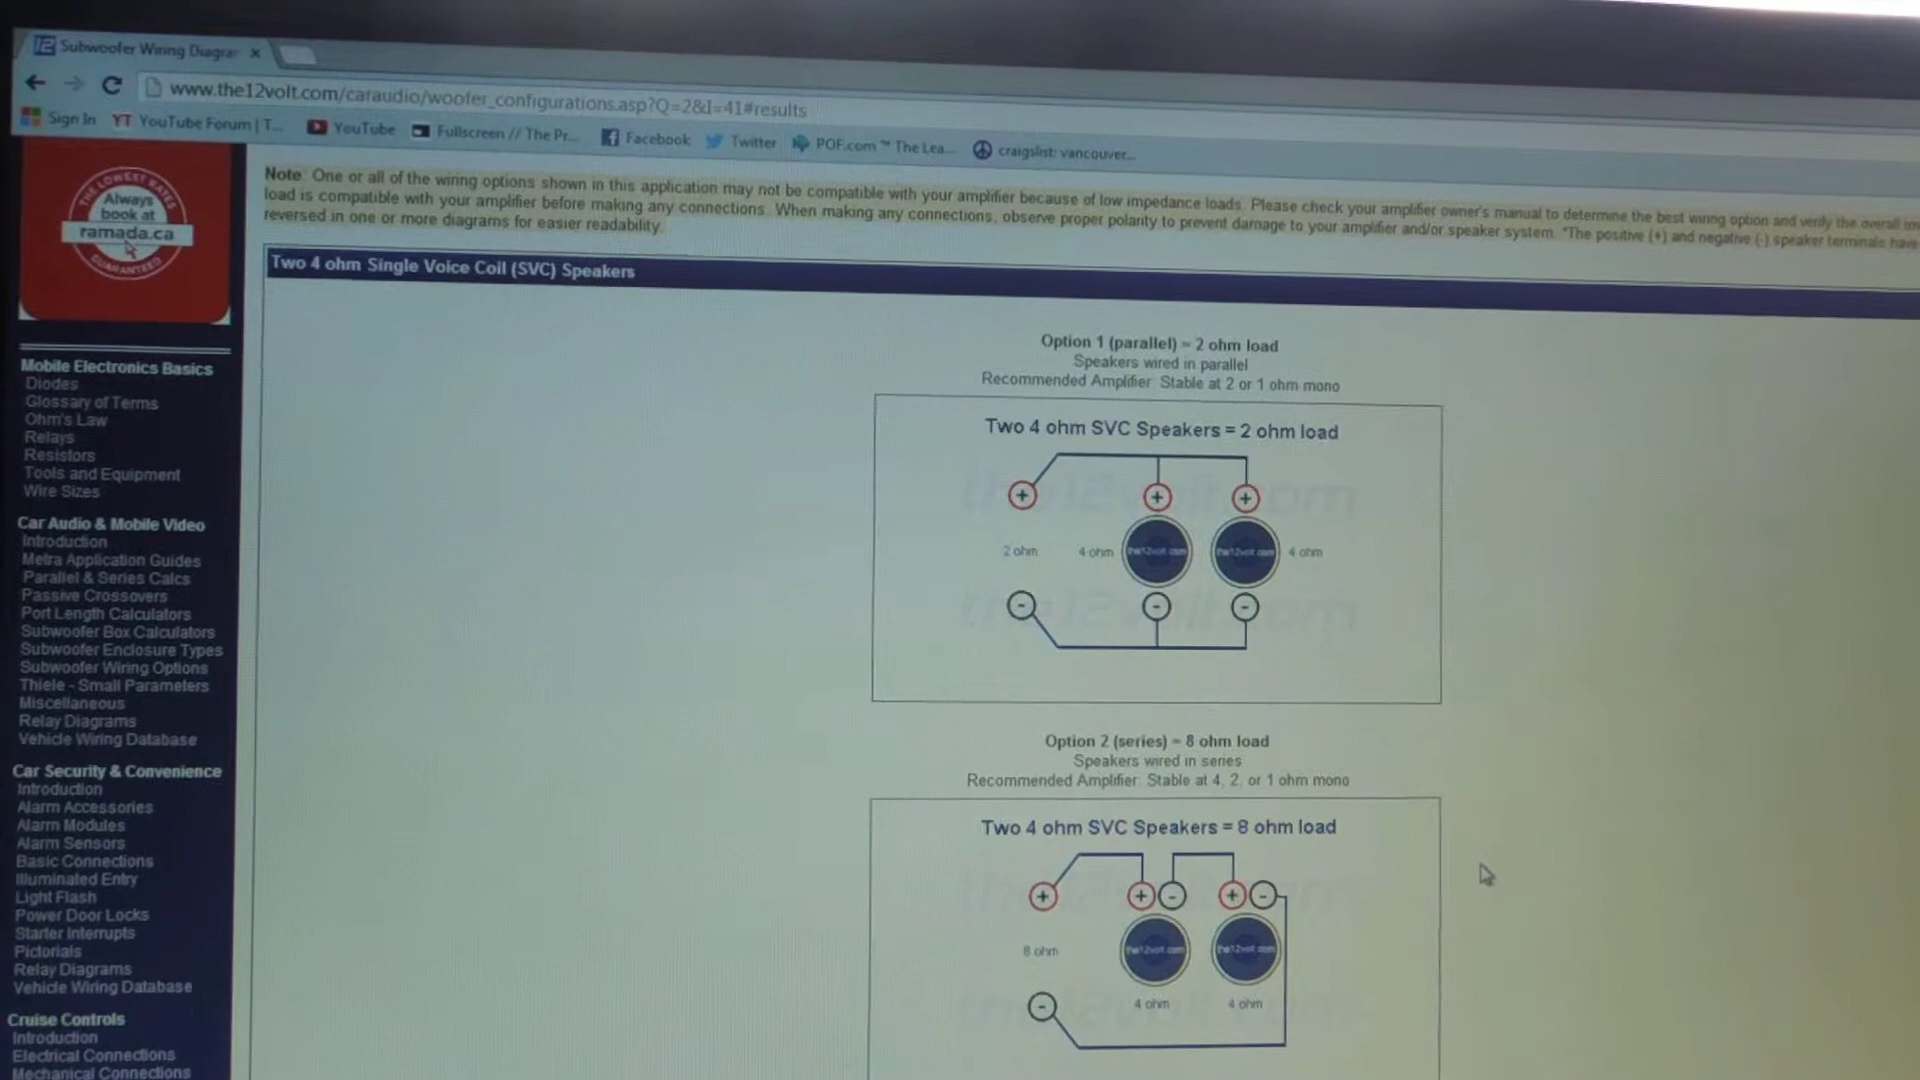 Subwoofer Wiring Diagrar
www.the12volt.com/caraudio/woofer_configurations.asp?Q=2&I=41#results
Sign In
YouTube Forum | T...
YouTube
Fullscreen // The Pr...
Facebook
Twitter
POF.com ™ The Lea...
craigslist: vancouver...
THE LOWEST RATES
Always
book at
ramada.ca
GUARANTEED
Note: One or all of the wiring options shown in this application may not be compatible with your amplifier because of low impedance loads. Please check your amplifier owner's manual to determine the best wiring option and verify the overall im
load is compatible with your amplifier before making any connections. When making any connections, observe proper polarity to prevent damage to your amplifier and/or speaker system. *The positive (+) and negative (-) speaker terminals have
reversed in one or more diagrams for easier readability.
Two 4 ohm Single Voice Coil (SVC) Speakers
Mobile Electronics Basics
Diodes
Glossary of Terms
Ohm's Law
Relays
Resistors
Tools and Equipment
Wire Sizes
Car Audio & Mobile Video
Introduction
Metra Application Guides
Parallel & Series Calcs
Passive Crossovers
Port Length Calculators
Subwoofer Box Calculators
Subwoofer Enclosure Types
Subwoofer Wiring Options
Thiele - Small Parameters
Miscellaneous
Relay Diagrams
Vehicle Wiring Database
Car Security & Convenience
Introduction
Alarm Accessories
Alarm Modules
Alarm Sensors
Basic Connections
Illuminated Entry
Light Flash
Power Door Locks
Starter Interrupts
Pictorials
Relay Diagrams
Vehicle Wiring Database
Cruise Controls
Introduction
Electrical Connections
Mechanical Connections
Option 1 (parallel) = 2 ohm load
Speakers wired in parallel
Recommended Amplifier: Stable at 2 or 1 ohm mono
Two 4 ohm SVC Speakers = 2 ohm load
+ + +
2 ohm 4 ohm the12volt.com the12volt.com 4 ohm
- - -
Option 2 (series) = 8 ohm load
Speakers wired in series
Recommended Amplifier: Stable at 4, 2, or 1 ohm mono
Two 4 ohm SVC Speakers = 8 ohm load
+ + - + -
8 ohm the12volt.com the12volt.com
- 4 ohm 4 ohm